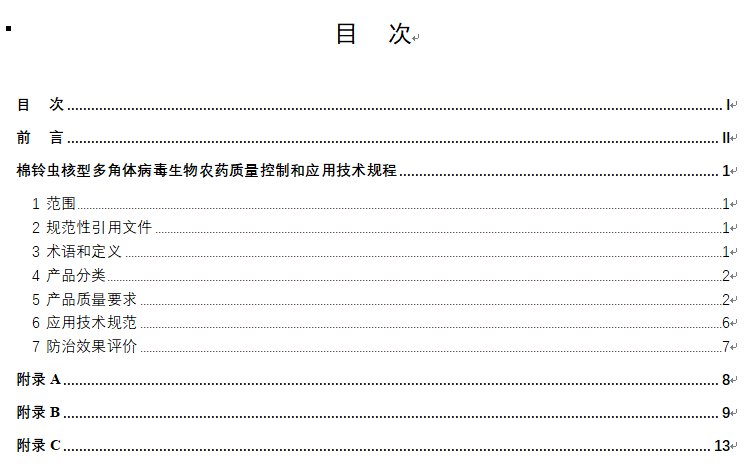 目 次
目 次 I
前 言 II
棉铃虫核型多角体病毒生物农药质量控制和应用技术规程 1
1 范围 1
2 规范性引用文件 1
3 术语和定义 1
4 产品分类 2
5 产品质量要求 2
6 应用技术规范 6
7 防治效果评价 7
附录 A 8
附录 B 9
附录 C 13